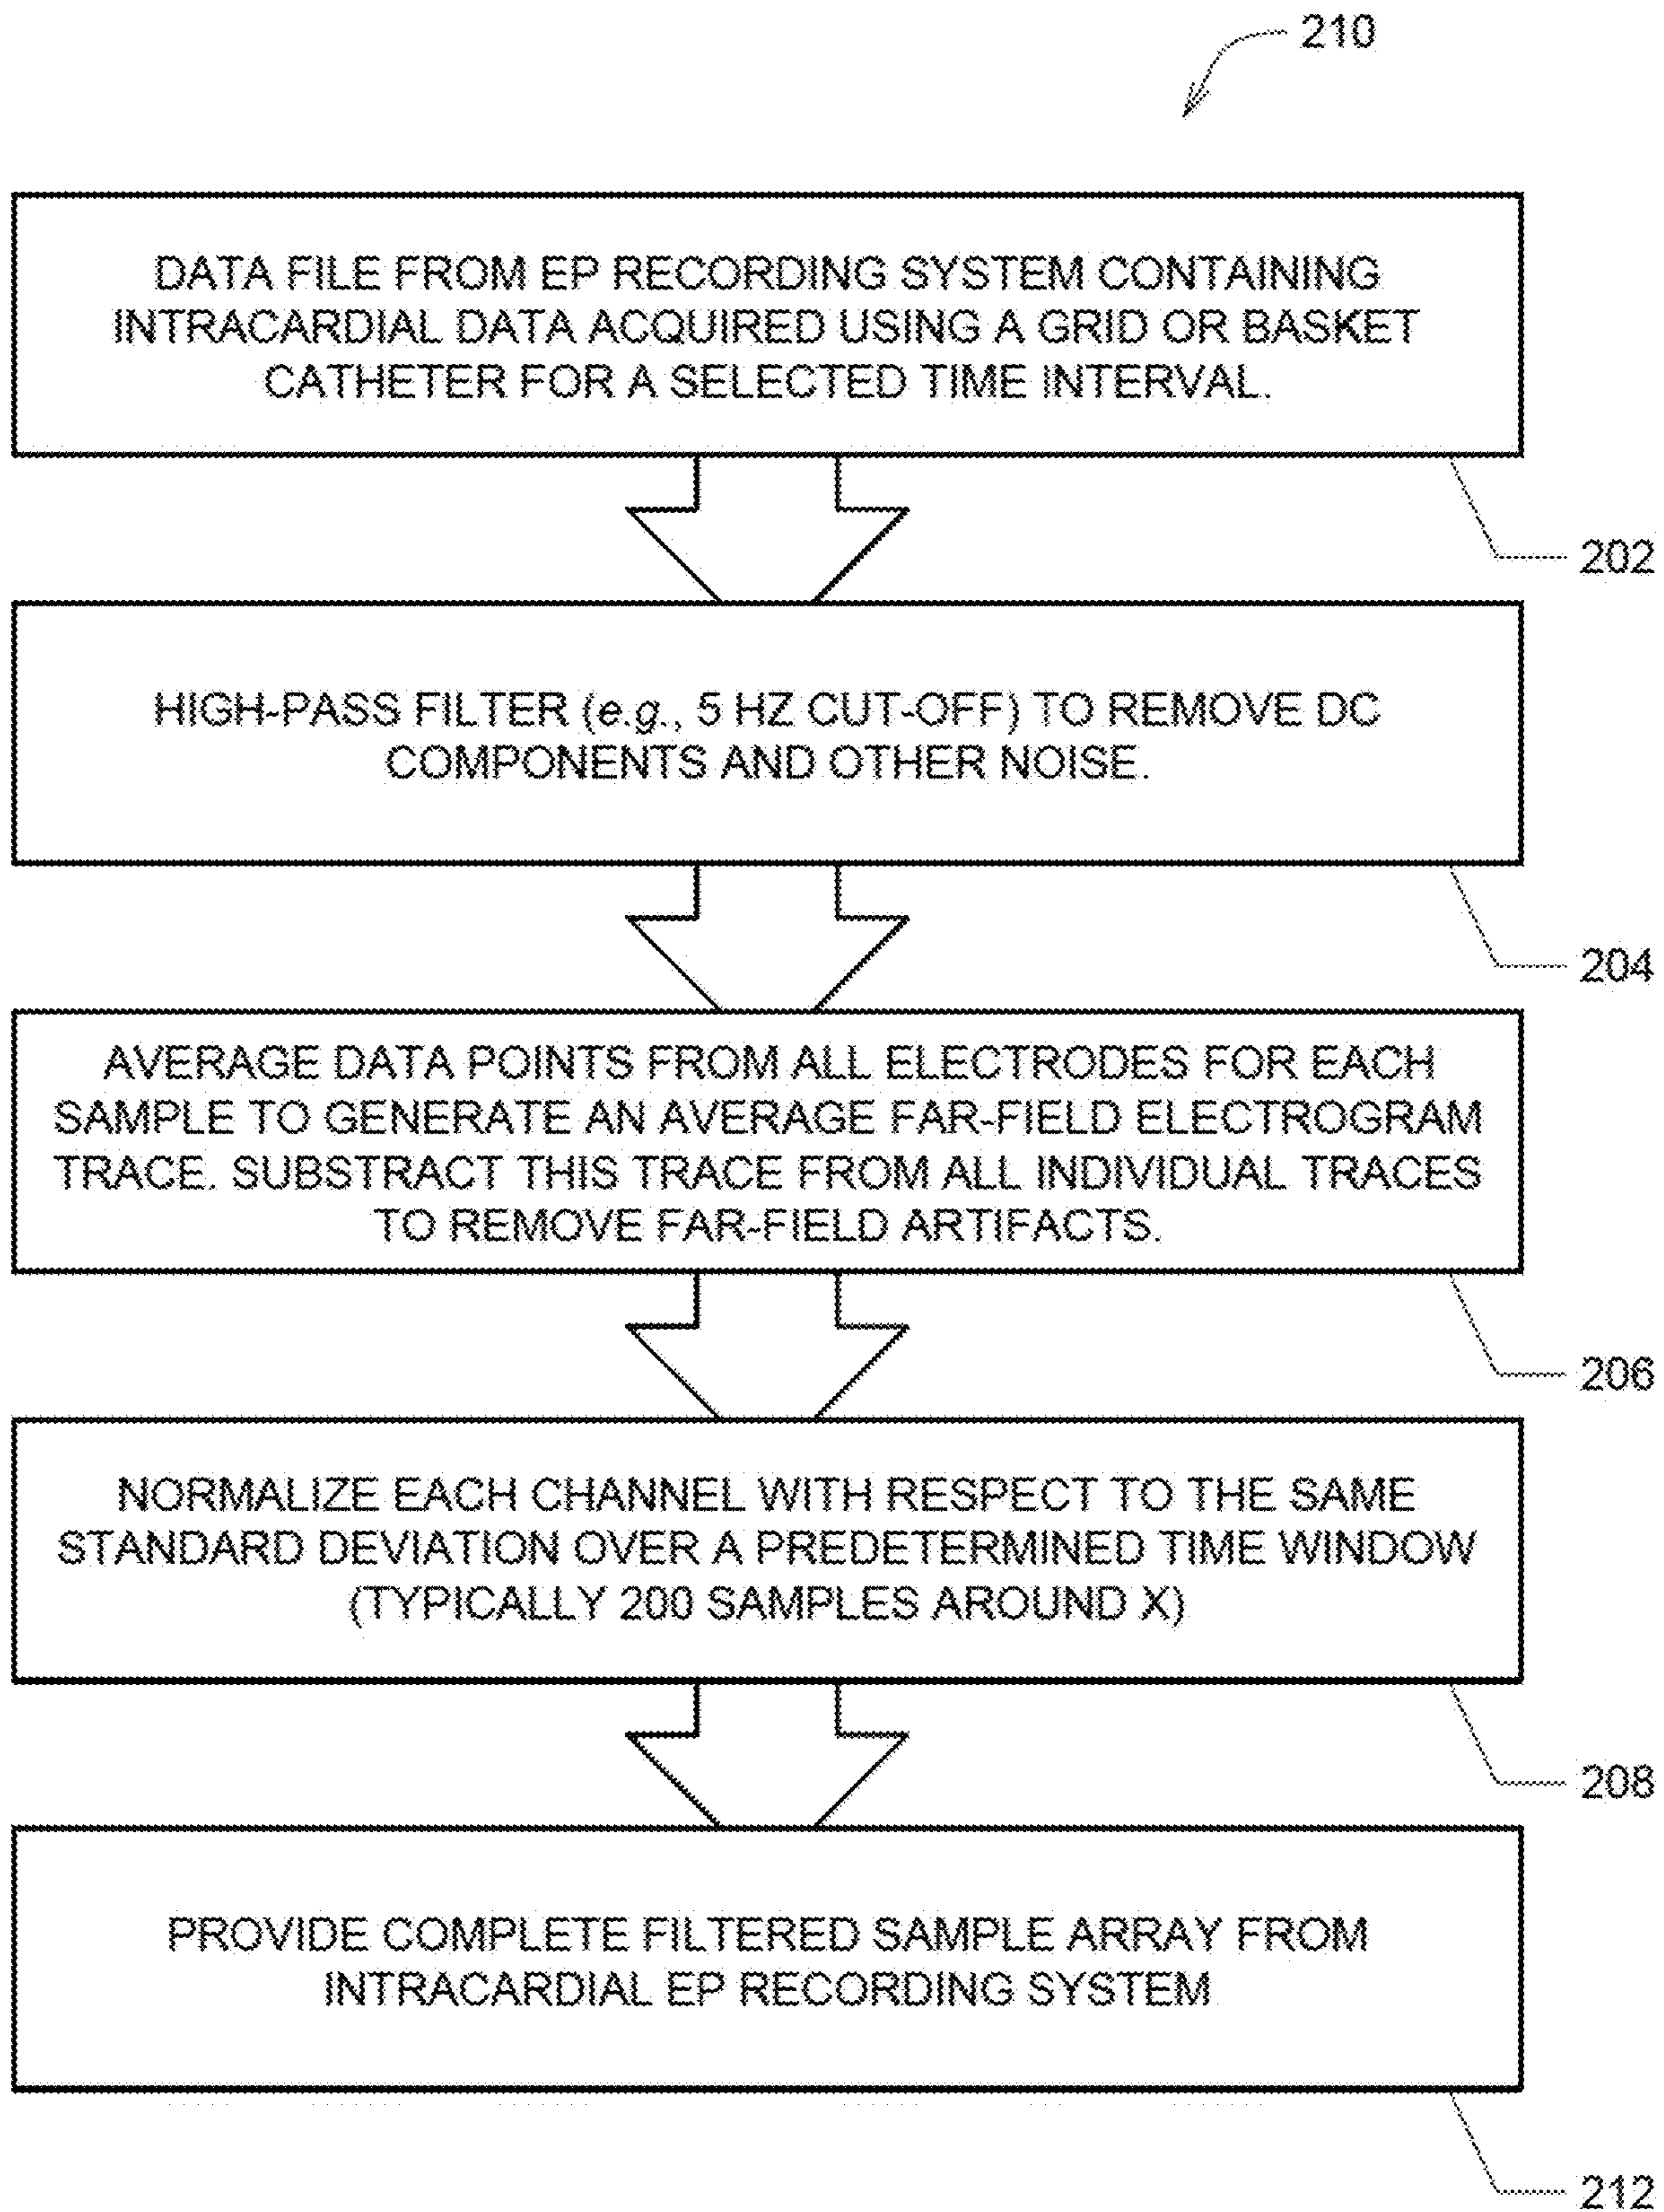 210
DATA FILE FROM EP RECORDING SYSTEM CONTAINING
INTRACARDIAL DATA ACQUIRED USING A GRID OR BASKET
CATHETER FOR A SELECTED TIME INTERVAL.
202
HIGH-PASS FILTER (e.g., 5 HZ CUT-OFF) TO REMOVE DC
COMPONENTS AND OTHER NOISE.
204
AVERAGE DATA POINTS FROM ALL ELECTRODES FOR EACH
SAMPLE TO GENERATE AN AVERAGE FAR-FIELD ELECTROGRAM
TRACE. SUBSTRACT THIS TRACE FROM ALL INDIVIDUAL TRACES
TO REMOVE FAR-FIELD ARTIFACTS.
206
NORMALIZE EACH CHANNEL WITH RESPECT TO THE SAME
STANDARD DEVIATION OVER A PREDETERMINED TIME WINDOW
(TYPICALLY 200 SAMPLES AROUND X)
208
PROVIDE COMPLETE FILTERED SAMPLE ARRAY FROM
INTRACARDIAL EP RECORDING SYSTEM
212